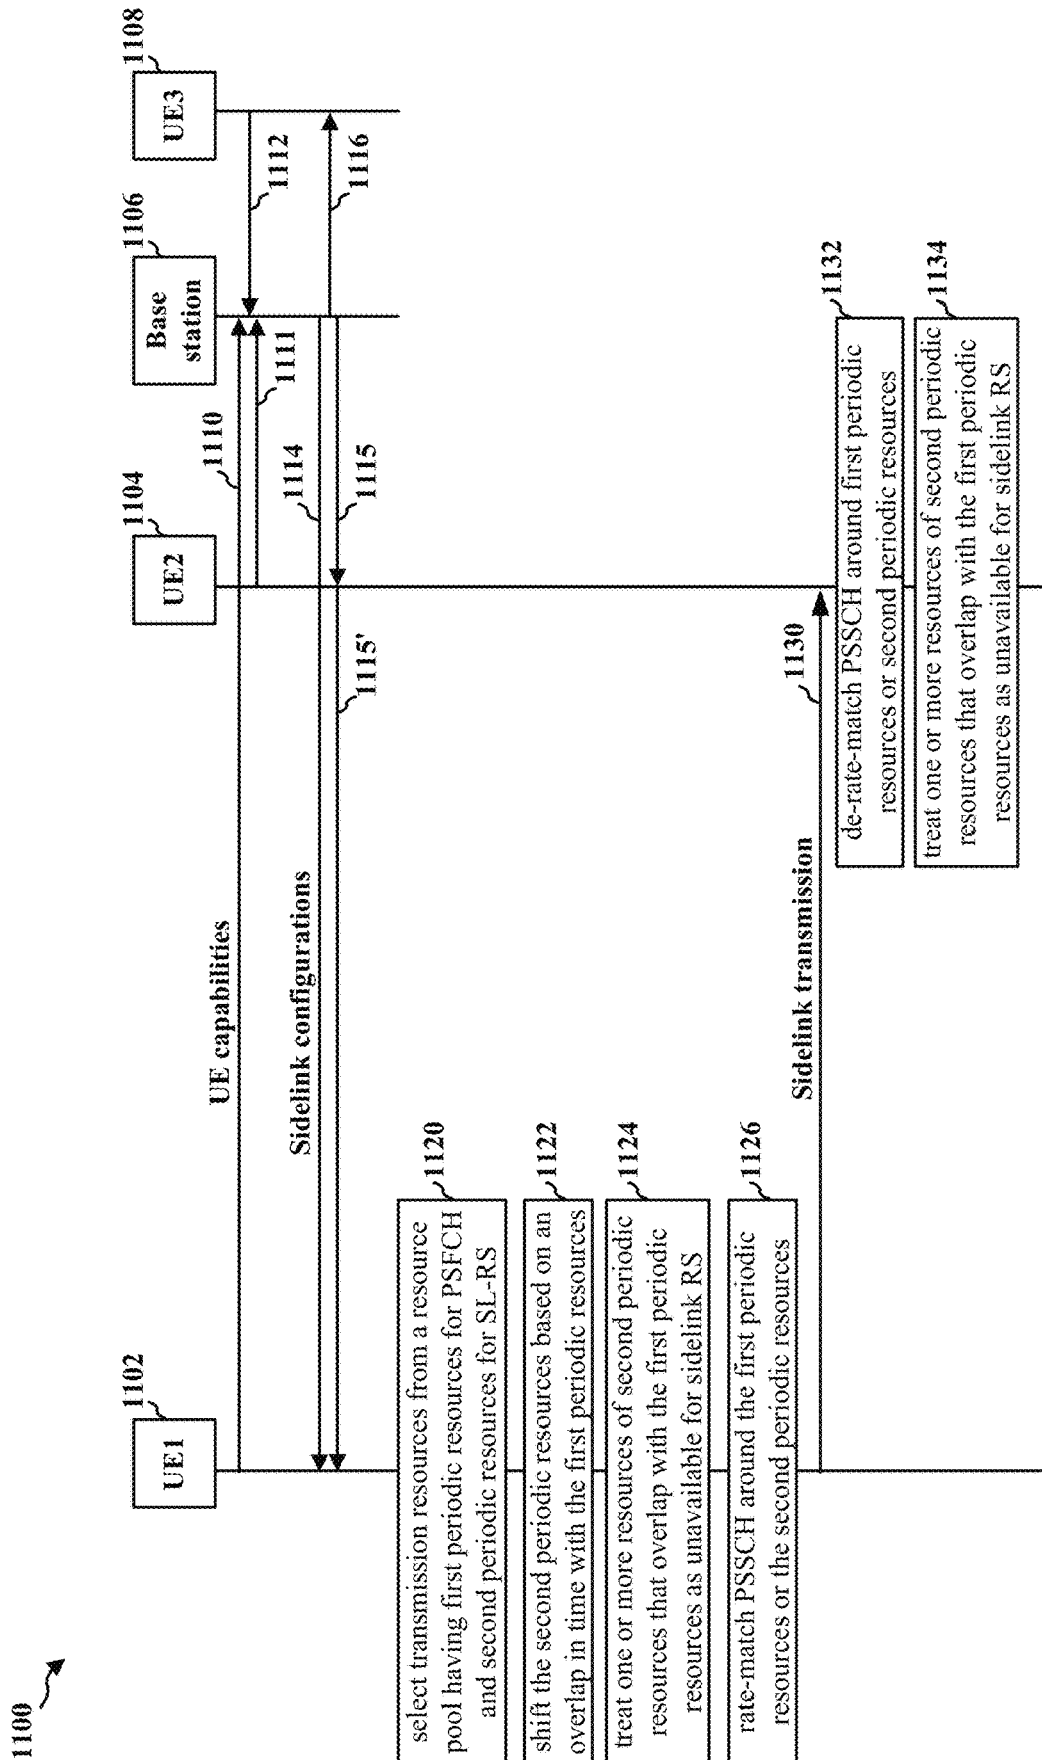 1100
1102
UE1
1104
UE2
1106
Base
station
1108
UE3
UE capabilities
1110
1111
1112
Sidelink configurations
1114
1115
1115'
1116
select transmission resources from a resource
pool having first periodic resources for PSFCH
and second periodic resources for SL-RS
1120
shift the second periodic resources based on an
overlap in time with the first periodic resources
1122
treat one or more resources of second periodic
resources that overlap with the first periodic
resources as unavailable for sidelink RS
1124
rate-match PSSCH around the first periodic
resources or the second periodic resources
1126
Sidelink transmission
1130
de-rate-match PSSCH around first periodic
resources or second periodic resources
1132
treat one or more resources of second periodic
resources that overlap with the first periodic
resources as unavailable for sidelink RS
1134